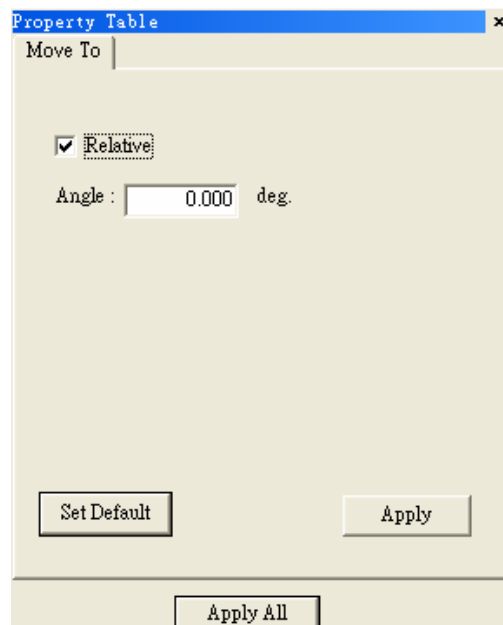 Property Table
Move To
Relative
Angle : 0.000 deg.
Set Default Apply
Apply All